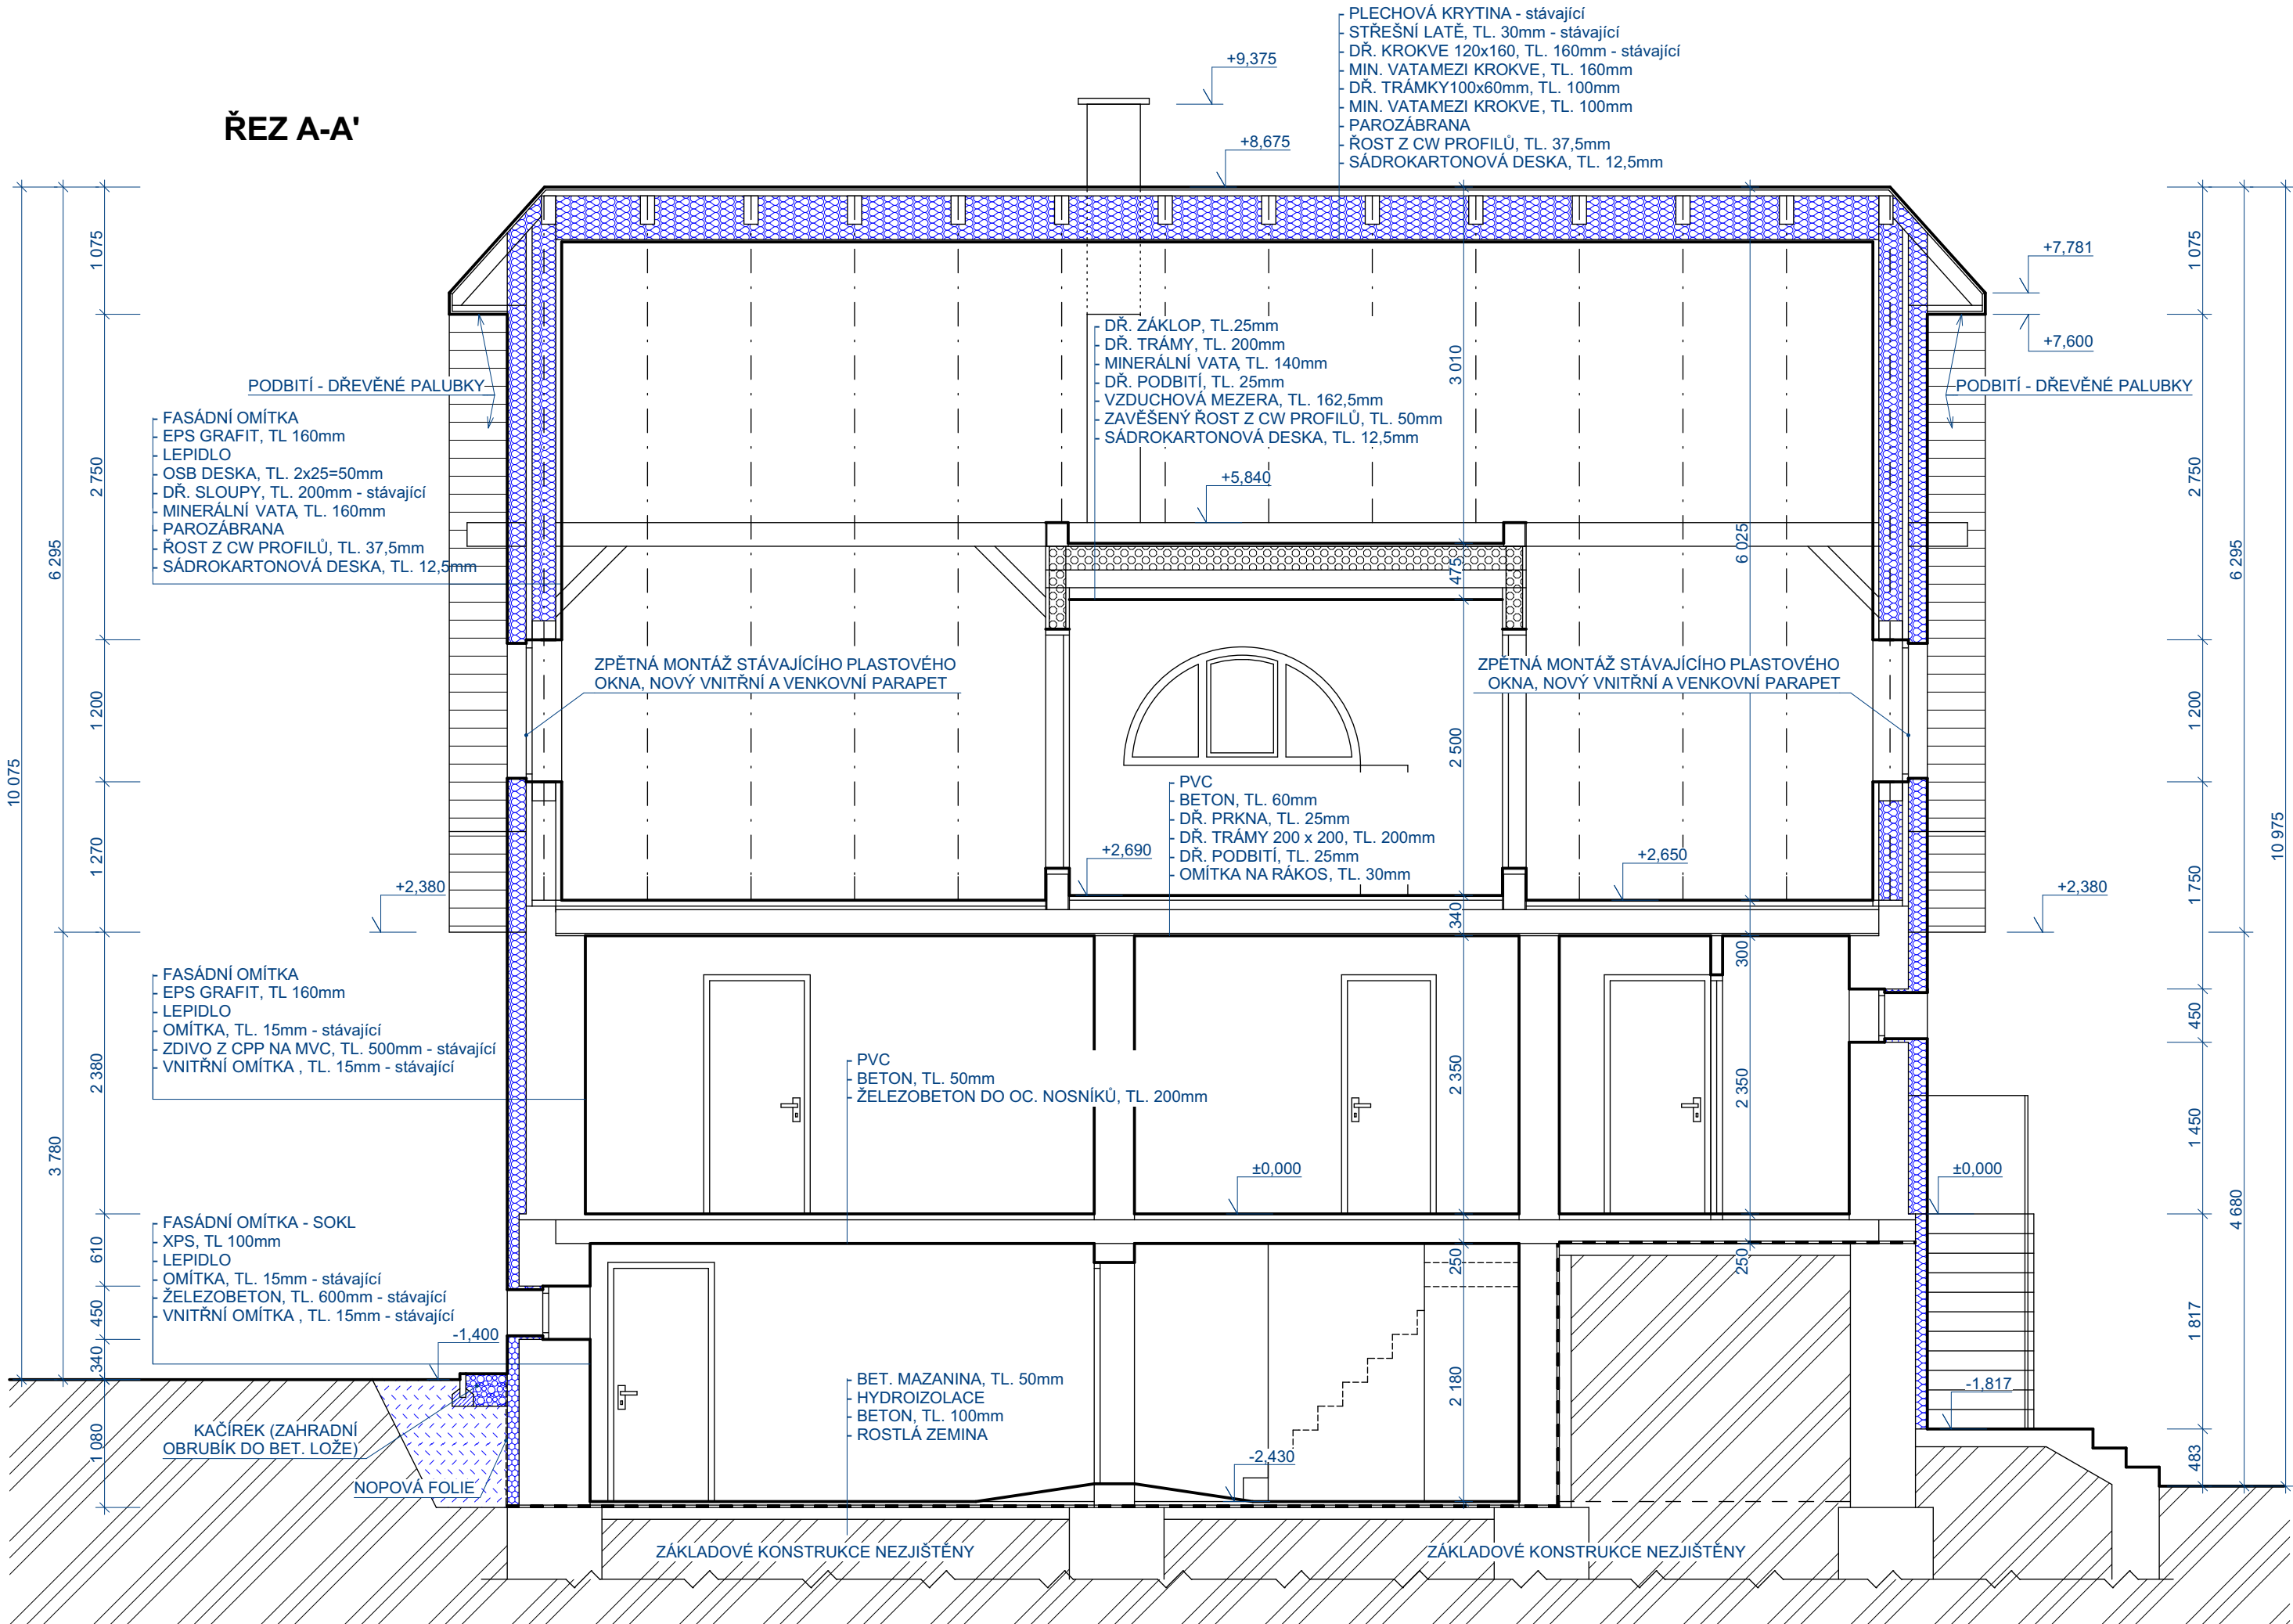 ŘEZ A-A'
- PLECHOVÁ KRYTINA - stávající
- STŘEŠNÍ LATĚ, TL. 30mm - stávající
- DŘ. KROKVE 120x160, TL. 160mm - stávající
- MIN. VATAMEZI KROKVE, TL. 160mm
- DŘ. TRÁMKY100x60mm, TL. 100mm
- MIN. VATAMEZI KROKVE, TL. 100mm
- PAROZÁBRANA
- ŘOST Z CW PROFILŮ, TL. 37,5mm
- SÁDROKARTONOVÁ DESKA, TL. 12,5mm
+9,375
+8,675
+7,781
+7,600
PODBITÍ - DŘEVĚNÉ PALUBKY
PODBITÍ - DŘEVĚNÉ PALUBKY
- DŘ. ZÁKLOP, TL.25mm
- DŘ. TRÁMY, TL. 200mm
- MINERÁLNÍ VATA, TL. 140mm
- DŘ. PODBITÍ, TL. 25mm
- VZDUCHOVÁ MEZERA, TL. 162,5mm
- ZAVĚŠENÝ ŘOST Z CW PROFILŮ, TL. 50mm
- SÁDROKARTONOVÁ DESKA, TL. 12,5mm
+5,840
- FASÁDNÍ OMÍTKA
- EPS GRAFIT, TL 160mm
- LEPIDLO
- OSB DESKA, TL. 2x25=50mm
- DŘ. SLOUPY, TL. 200mm - stávající
- MINERÁLNÍ VATA, TL. 160mm
- PAROZÁBRANA
- ŘOST Z CW PROFILŮ, TL. 37,5mm
- SÁDROKARTONOVÁ DESKA, TL. 12,5mm
ZPĚTNÁ MONTÁŽ STÁVAJÍCÍHO PLASTOVÉHO
OKNA, NOVÝ VNITŘNÍ A VENKOVNÍ PARAPET
ZPĚTNÁ MONTÁŽ STÁVAJÍCÍHO PLASTOVÉHO
OKNA, NOVÝ VNITŘNÍ A VENKOVNÍ PARAPET
- PVC
- BETON, TL. 60mm
- DŘ. PRKNA, TL. 25mm
- DŘ. TRÁMY 200 x 200, TL. 200mm
- DŘ. PODBITÍ, TL. 25mm
- OMÍTKA NA RÁKOS, TL. 30mm
+2,690
+2,650
+2,380
+2,380
- FASÁDNÍ OMÍTKA
- EPS GRAFIT, TL 160mm
- LEPIDLO
- OMÍTKA, TL. 15mm - stávající
- ZDIVO Z CPP NA MVC, TL. 500mm - stávající
- VNITŘNÍ OMÍTKA , TL. 15mm - stávající
- PVC
- BETON, TL. 50mm
- ŽELEZOBETON DO OC. NOSNÍKŮ, TL. 200mm
±0,000
±0,000
- FASÁDNÍ OMÍTKA - SOKL
- XPS, TL 100mm
- LEPIDLO
- OMÍTKA, TL. 15mm - stávající
- ŽELEZOBETON, TL. 600mm - stávající
- VNITŘNÍ OMÍTKA , TL. 15mm - stávající
-1,400
- BET. MAZANINA, TL. 50mm
- HYDROIZOLACE
- BETON, TL. 100mm
- ROSTLÁ ZEMINA
-1,817
-2,430
KAČÍREK (ZAHRADNÍ
OBRUBÍK DO BET. LOŽE)
NOPOVÁ FOLIE
ZÁKLADOVÉ KONSTRUKCE NEZJIŠTĚNY
ZÁKLADOVÉ KONSTRUKCE NEZJIŠTĚNY
10 075
6 295
3 780
1 075
2 750
1 200
1 270
2 380
610
450
340
1 080
3 010
475
2 500
340
2 350
250
2 180
6 025
300
2 350
250
1 075
2 750
1 200
1 750
450
1 450
1 817
483
6 295
4 680
10 975